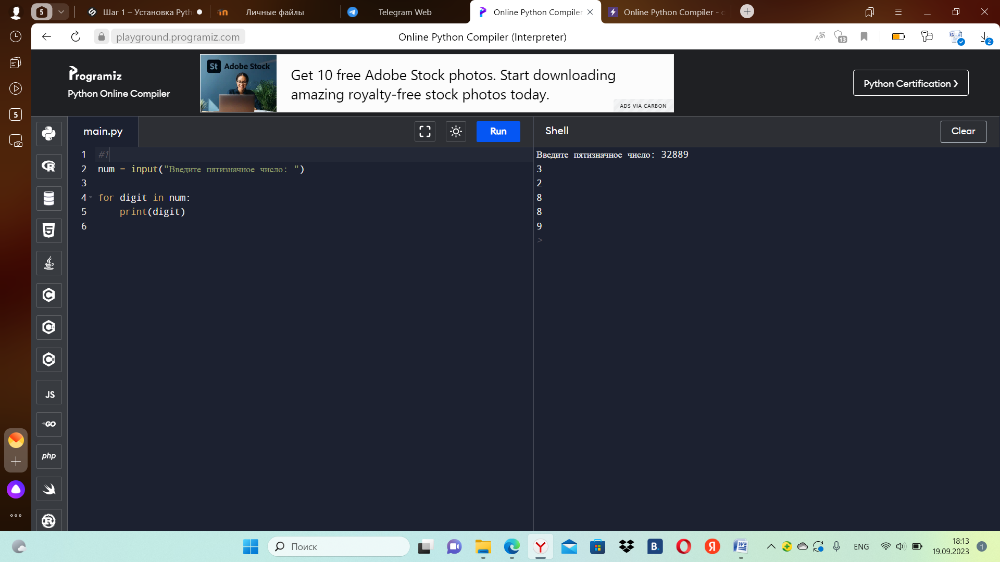 5
Шаг 1 – Установка Pyth
Личные файлы
Telegram Web
Online Python Compiler
Online Python Compiler - c
playground.programiz.com
Online Python Compiler (Interpreter)
13
2
Programiz
Python Online Compiler
St Adobe Stock
Get 10 free Adobe Stock photos. Start downloading
amazing royalty-free stock photos today.
ADS VIA CARBON
Python Certification
5
main.py
Run
Shell
Clear
1 #1
2 num = input("Введите пятизначное число: ")
3
4 for digit in num:
5 print(digit)
6
Введите пятизначное число: 32889
3
2
8
8
9
>
JS
GO
php
Поиск
ENG
18:13
19.09.2023
1